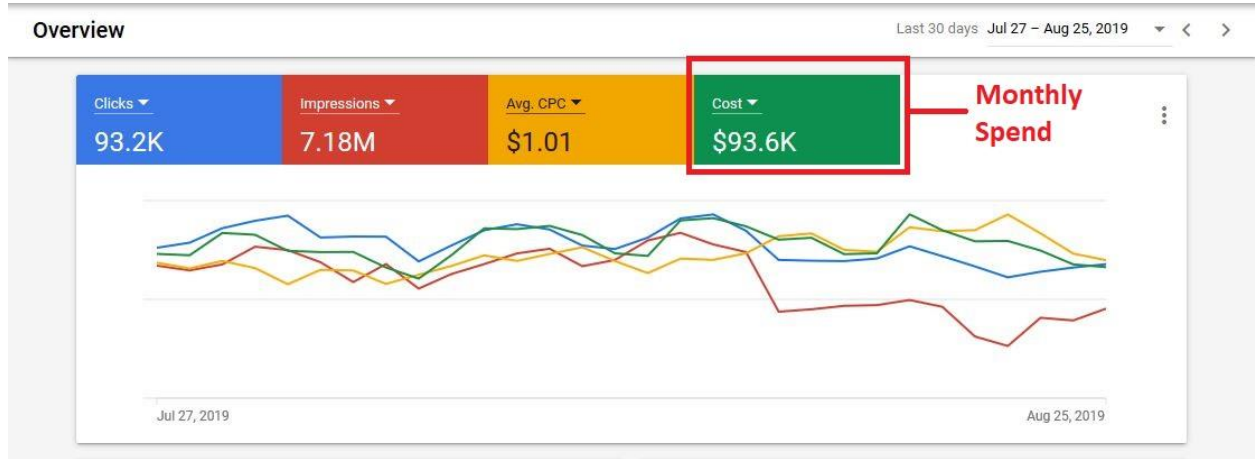 Overview
Last 30 days Jul 27 – Aug 25, 2019
Clicks
93.2K
Impressions
7.18M
Avg. CPC
$1.01
Cost
$93.6K
Monthly
Spend
Jul 27, 2019
Aug 25, 2019